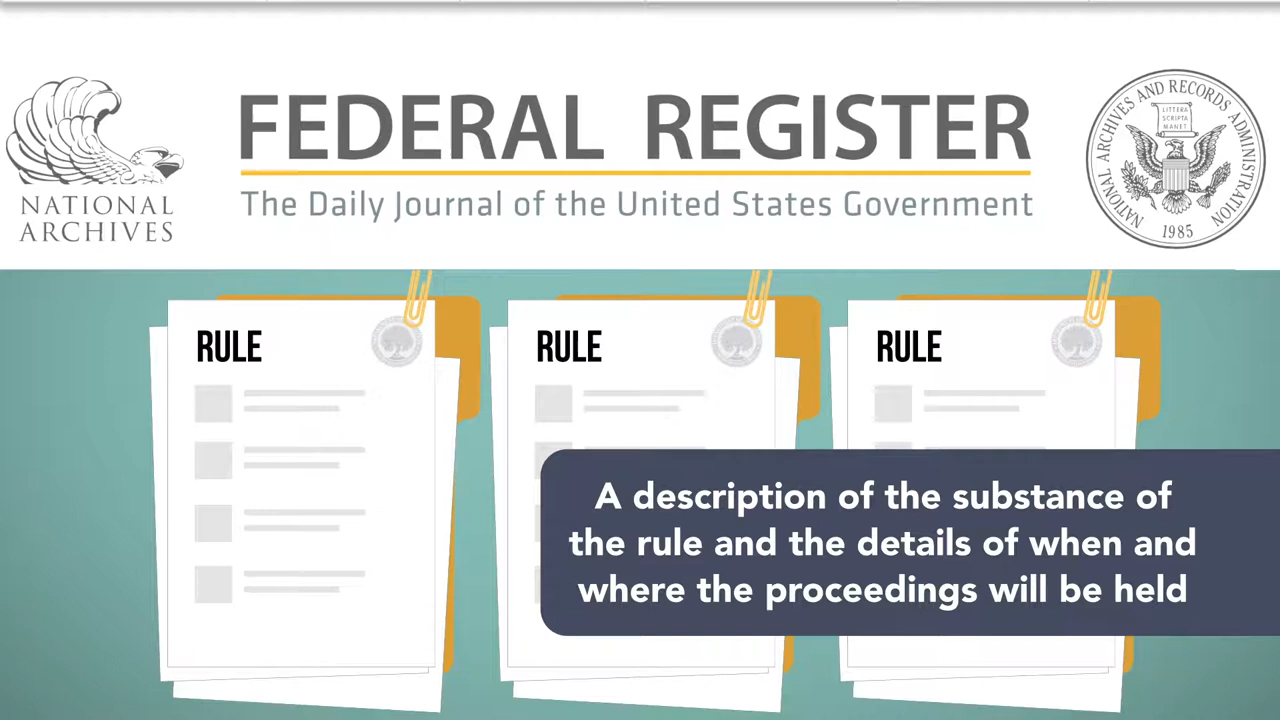 NATIONAL
ARCHIVES
FEDERAL REGISTER
The Daily Journal of the United States Government
NATIONAL ARCHIVES AND RECORDS ADMINISTRATION
LITTERA
SCRIPTA
MANET
1985
RULE
RULE
RULE
A description of the substance of
the rule and the details of when and
where the proceedings will be held